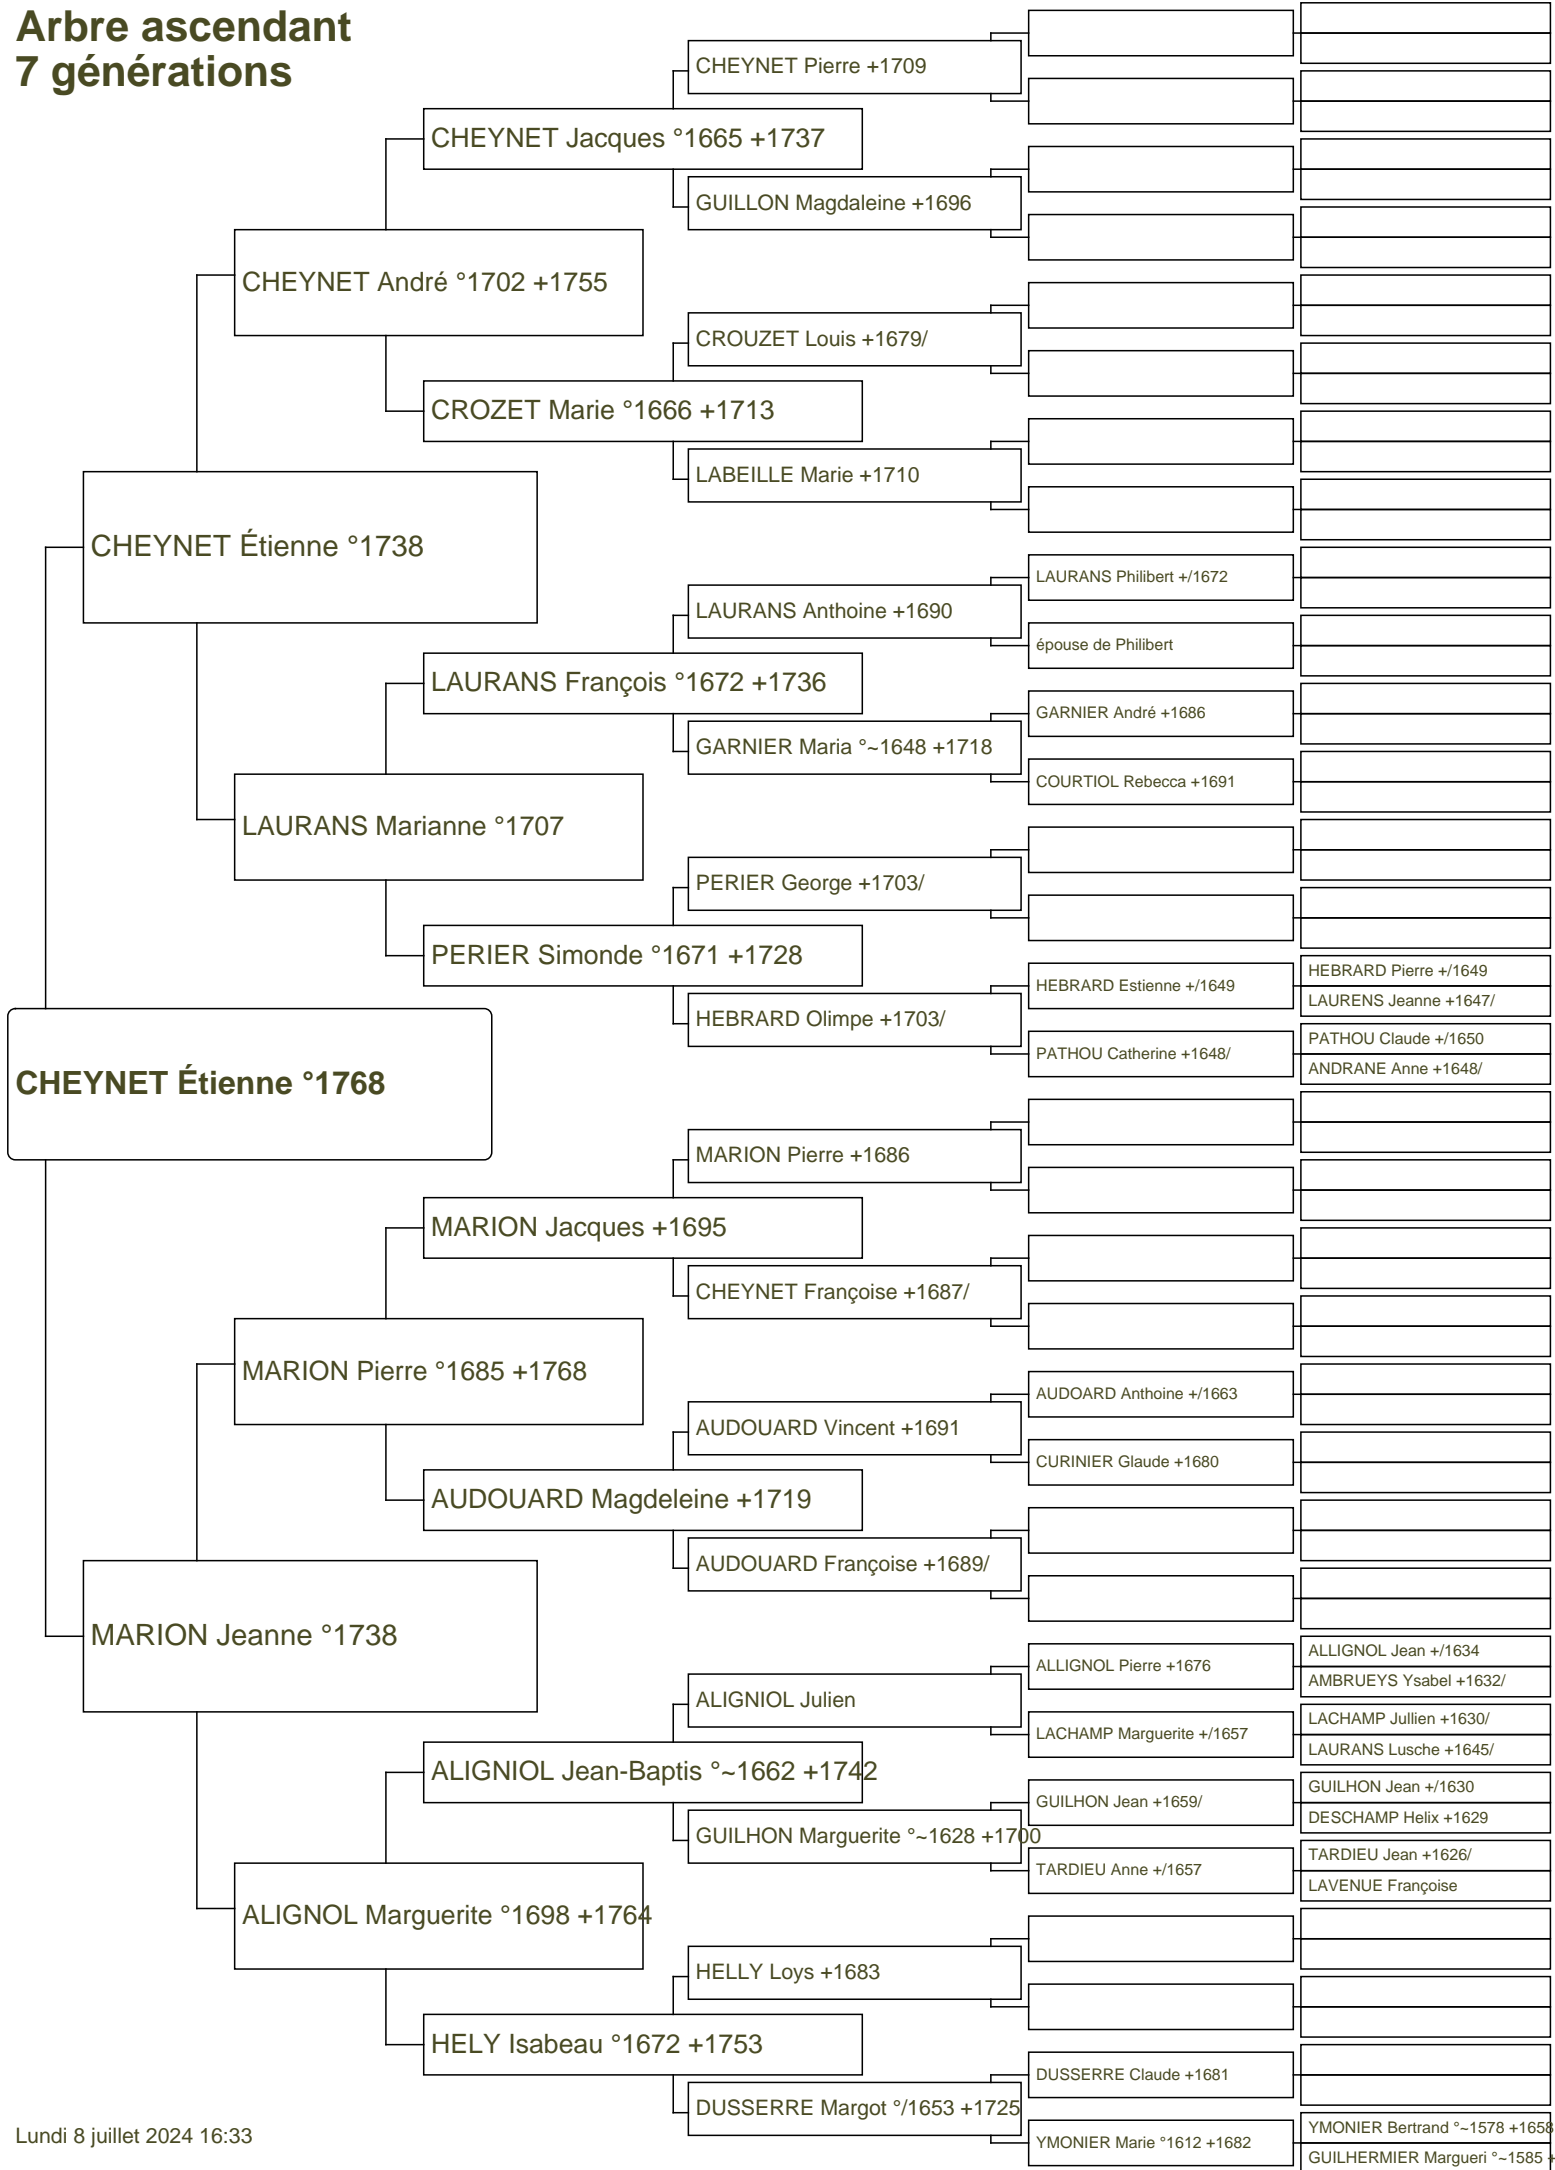 Arbre ascendant
7 générations
CHEYNET Pierre +1709
CHEYNET Jacques °1665 +1737
GUILLON Magdaleine +1696
CHEYNET André °1702 +1755
CROUZET Louis +1679/
CROZET Marie °1666 +1713
LABEILLE Marie +1710
CHEYNET Étienne °1738
LAURANS Philibert +/1672
LAURANS Anthoine +1690
épouse de Philibert
LAURANS François °1672 +1736
GARNIER André +1686
GARNIER Maria °~1648 +1718
COURTIOL Rebecca +1691
LAURANS Marianne °1707
PERIER George +1703/
PERIER Simonde °1671 +1728
HEBRARD Pierre +/1649
HEBRARD Estienne +/1649
LAURENS Jeanne +1647/
HEBRARD Olimpe +1703/
PATHOU Claude +/1650
PATHOU Catherine +1648/
ANDRANE Anne +1648/
CHEYNET Étienne °1768
MARION Pierre +1686
MARION Jacques +1695
CHEYNET Françoise +1687/
MARION Pierre °1685 +1768
AUDOARD Anthoine +/1663
AUDOUARD Vincent +1691
CURINIER Glaude +1680
AUDOUARD Magdeleine +1719
AUDOUARD Françoise +1689/
MARION Jeanne °1738
ALLIGNOL Jean +/1634
ALLIGNOL Pierre +1676
AMBRUEYS Ysabel +1632/
ALIGNIOL Julien
LACHAMP Jullien +1630/
LACHAMP Marguerite +/1657
LAURANS Lusche +1645/
ALIGNIOL Jean-Baptis °~1662 +1742
GUILHON Jean +/1630
GUILHON Jean +1659/
DESCHAMP Helix +1629
GUILHON Marguerite °~1628 +1700
TARDIEU Jean +1626/
TARDIEU Anne +/1657
LAVENUE Françoise
ALIGNOL Marguerite °1698 +1764
HELLY Loys +1683
HELY Isabeau °1672 +1753
DUSSERRE Claude +1681
DUSSERRE Margot °/1653 +1725
YMONIER Bertrand °~1578 +1658
YMONIER Marie °1612 +1682
GUILHERMIER Margueri °~1585 +
Lundi 8 juillet 2024 16:33